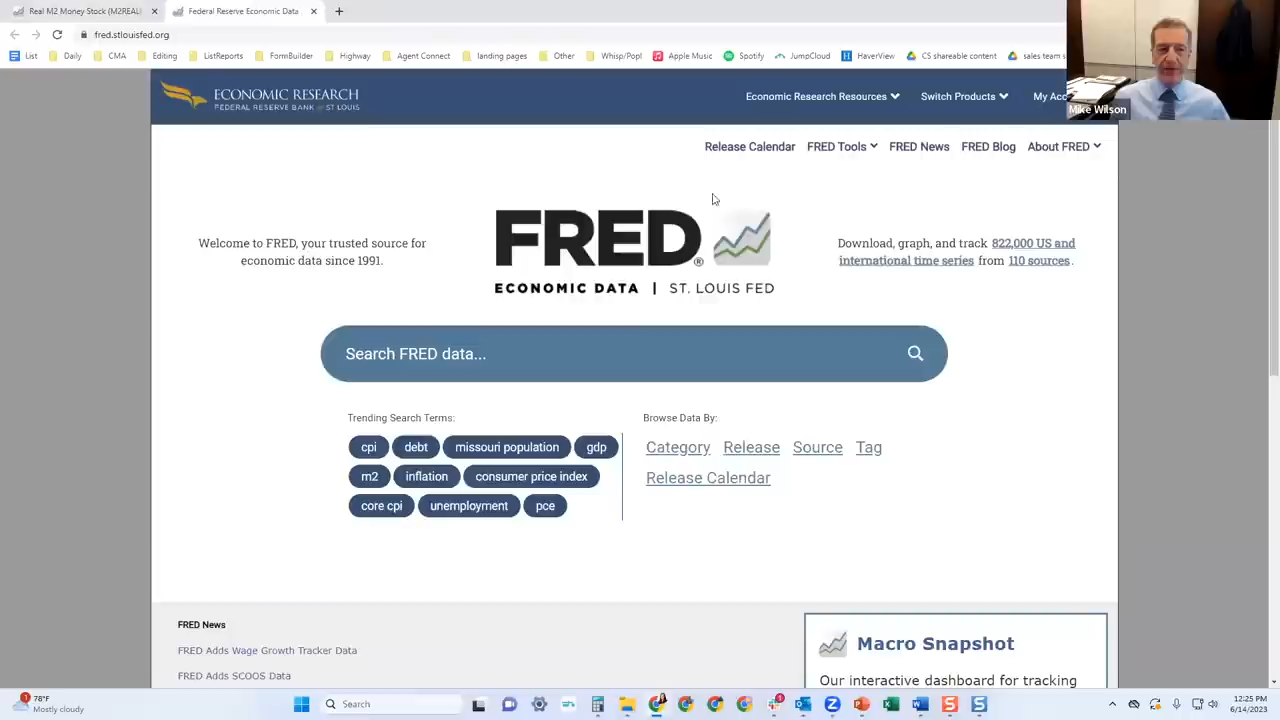 Real M2 Money Stock (M2REAL
Federal Reserve Economic Data
fred.stlouisfed.org
List
Daily
CMA
Editing
ListReports
FormBuilder
Highway
Agent Connect
landing pages
Other
Whisp/Pop!
Apple Music
Spotify
JumpCloud
HaverView
CS shareable content
sales team s
Mike Wilson
ECONOMIC RESEARCH
FEDERAL RESERVE BANK OF ST LOUIS
Economic Research Resources
Switch Products
My Acc
Release Calendar
FRED Tools
FRED News
FRED Blog
About FRED
Welcome to FRED, your trusted source for
economic data since 1991.
FRED®
ECONOMIC DATA | ST. LOUIS FED
Download, graph, and track 822,000 US and
international time series from 110 sources.
Search FRED data...
Trending Search Terms:
cpi
debt
missouri population
gdp
m2
inflation
consumer price index
core cpi
unemployment
pce
Browse Data By:
Category
Release
Source
Tag
Release Calendar
FRED News
FRED Adds Wage Growth Tracker Data
FRED Adds SCOOS Data
Macro Snapshot
Our interactive dashboard for tracking
1
78°F
Mostly cloudy
Search
1
12:25 PM
6/14/2023